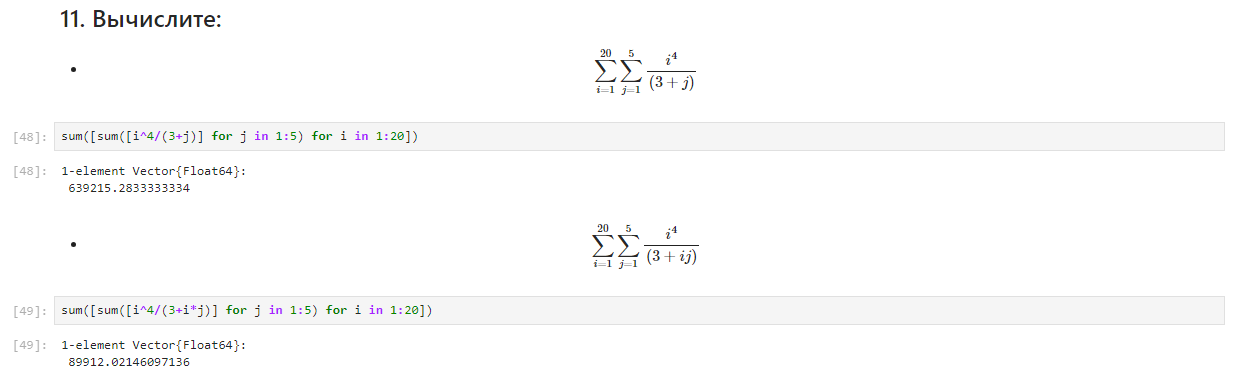 11. Вычислите:
• ∑_{i=1}^{20} ∑_{j=1}^{5} i^4/(3 + j)
[48]: sum([sum([i^4/(3+j)] for j in 1:5) for i in 1:20])
[48]: 1-element Vector{Float64}:
639215.2833333334
• ∑_{i=1}^{20} ∑_{j=1}^{5} i^4/(3 + ij)
[49]: sum([sum([i^4/(3+i*j)] for j in 1:5) for i in 1:20])
[49]: 1-element Vector{Float64}:
89912.02146097136